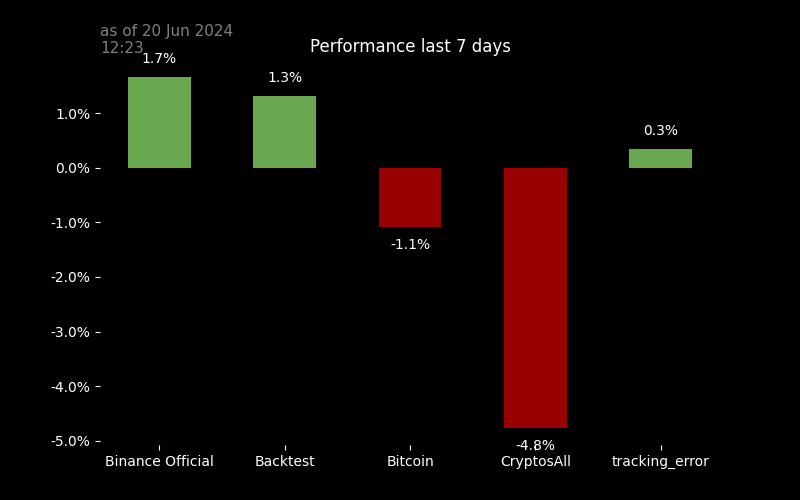 as of 20 Jun 2024
12:23
Performance last 7 days
1.7%
1.3%
0.3%
-1.1%
-4.8%
1.0%
0.0%
-1.0%
-2.0%
-3.0%
-4.0%
-5.0%
Binance Official
Backtest
Bitcoin
CryptosAll
tracking_error